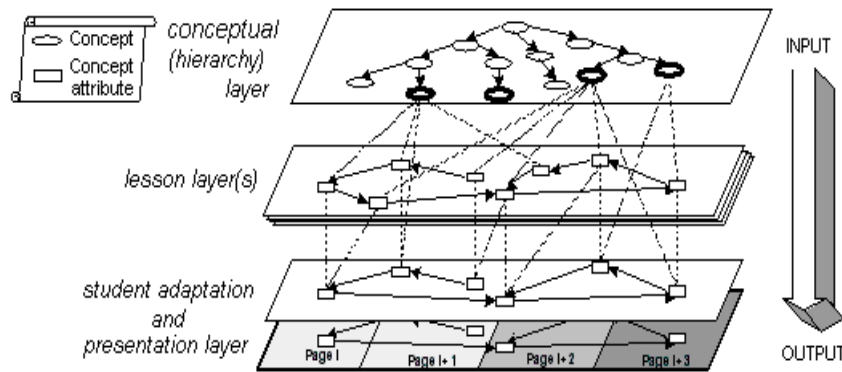 Concept
Concept
attribute
conceptual
(hierarchy)
layer
INPUT
lesson layer(s)
student adaptation
and
presentation layer
Page I
Page I+ 1
Page I+ 2
Page I+ 3
OUTPUT